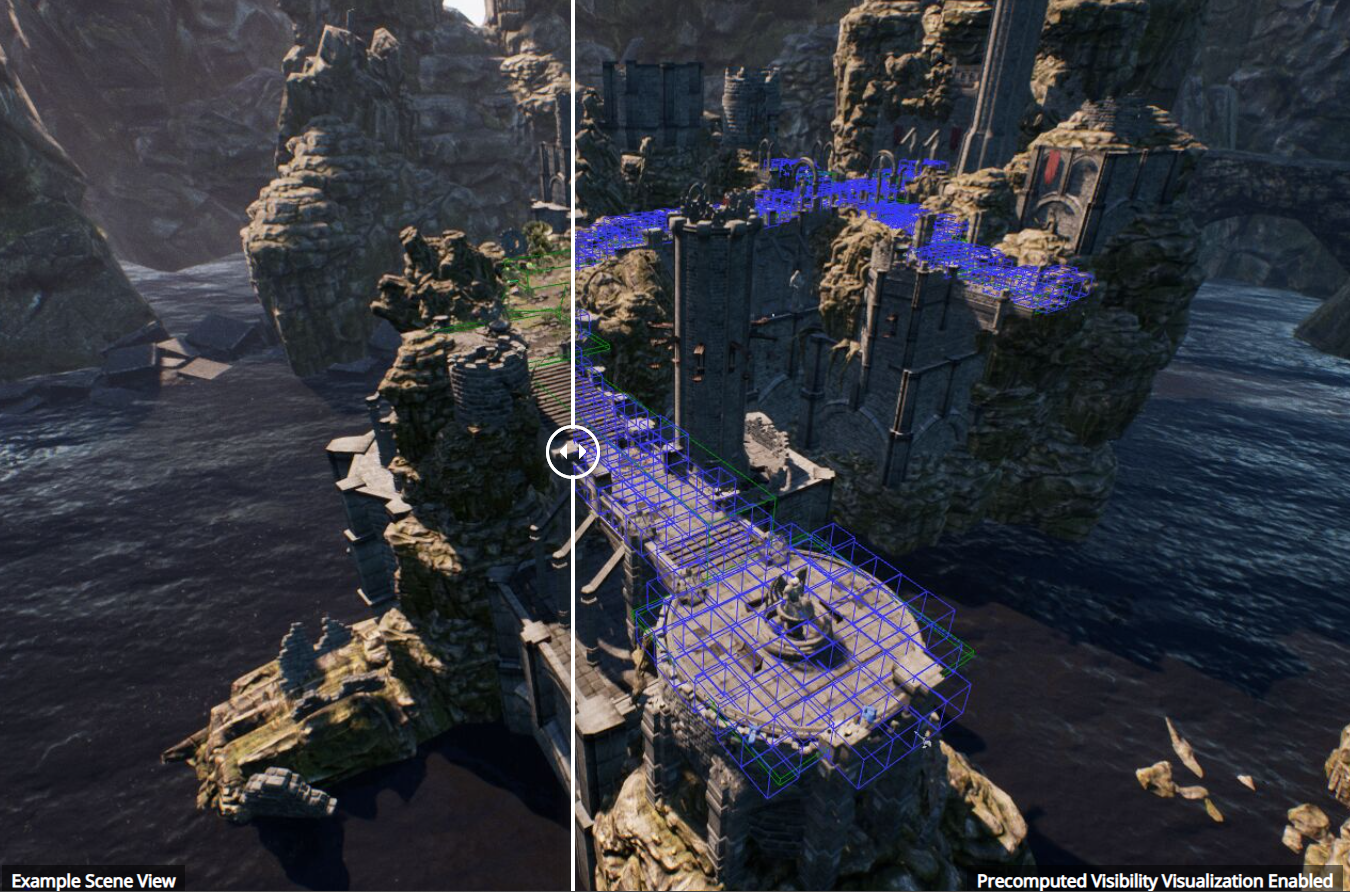 Example Scene View
Precomputed Visibility Visualization Enabled